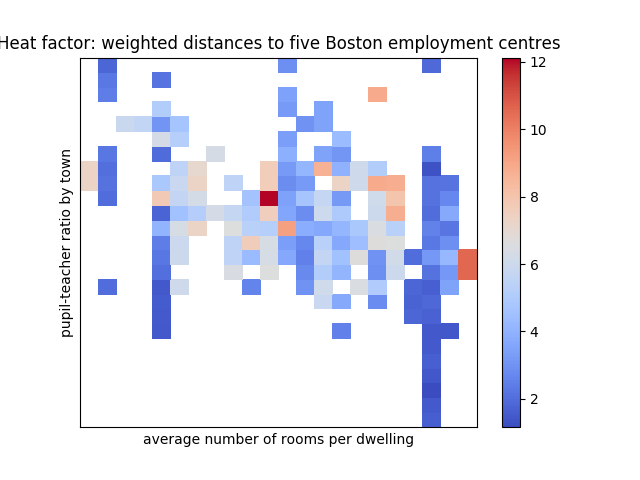 Heat factor: weighted distances to five Boston employment centres
pupil-teacher ratio by town
average number of rooms per dwelling
12
10
8
6
4
2